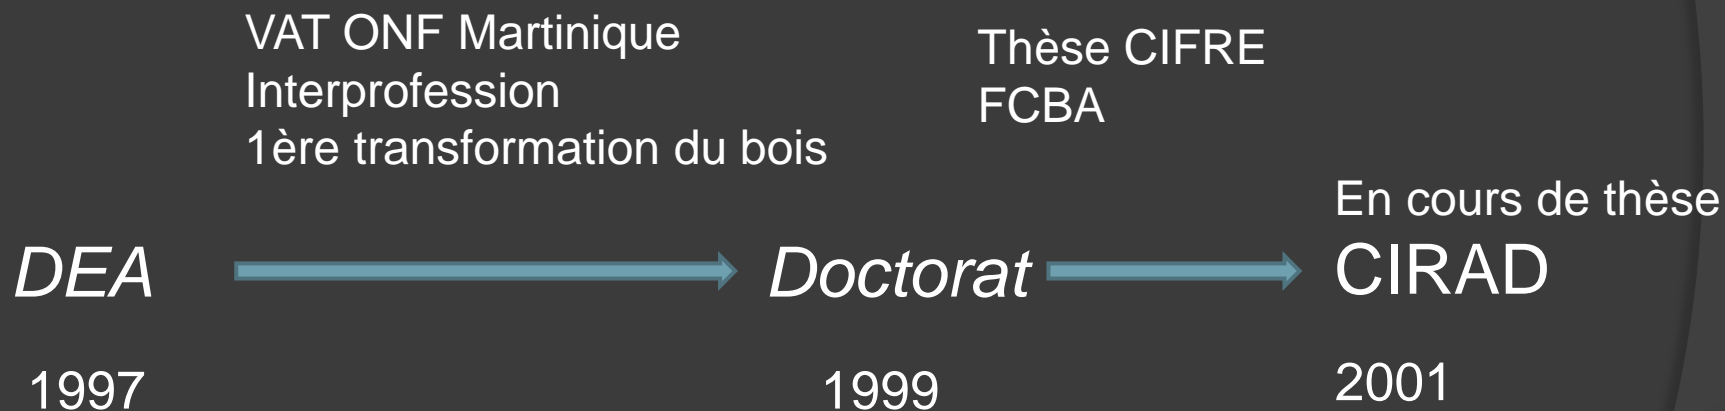 VAT ONF Martinique
Interprofession
1ère transformation du bois
Thèse CIFRE
FCBA
En cours de thèse
DEA
Doctorat
CIRAD
1997
1999
2001